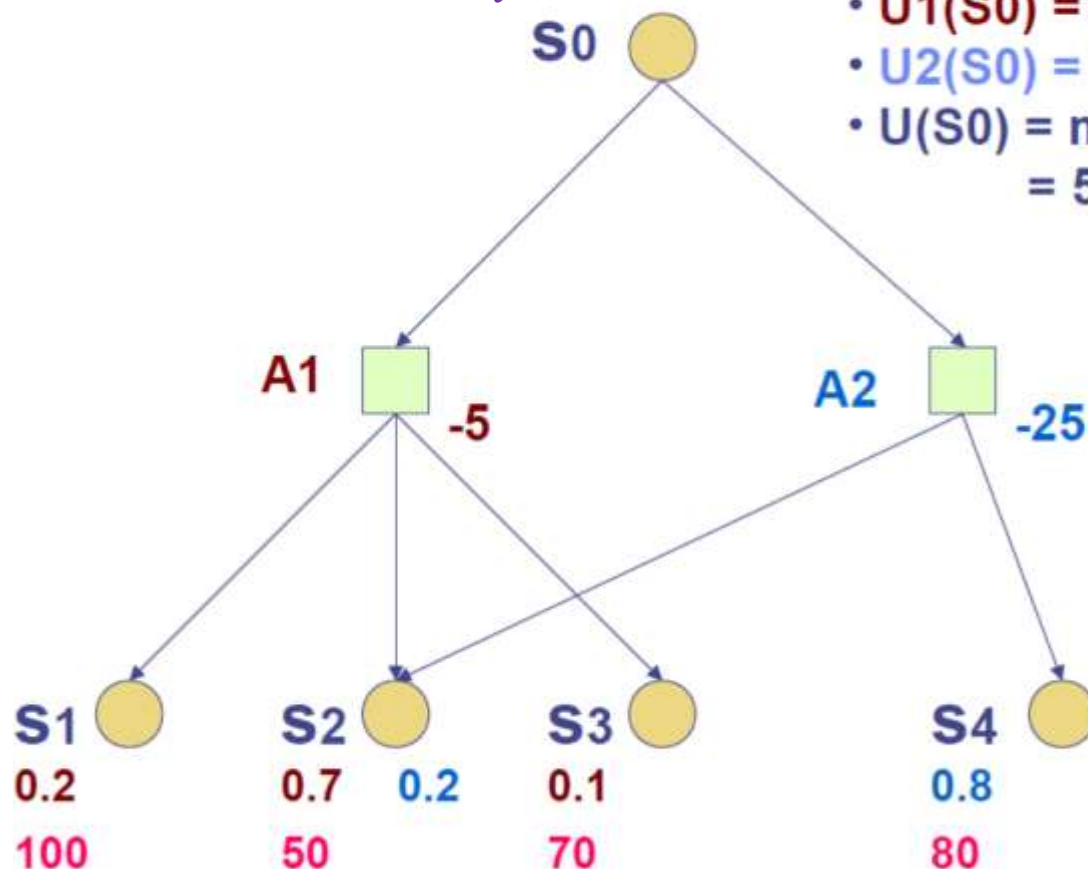 S0
• U1(S0) =
• U2(S0) =
• U(S0) =
= 5
A1
-5
A2
-25
S1
S2
S3
S4
0.2
0.7
0.2
0.1
0.8
100
50
70
80